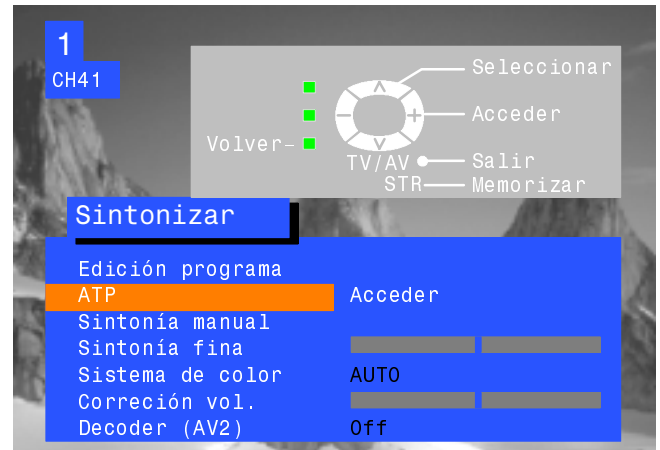 1
CH41
Seleccionar
Acceder
Volver
TV/AV Salir
STR Memorizar
Sintonizar
Edición programa
ATP Acceder
Sintonía manual
Sintonía fina
Sistema de color AUTO
Correción vol.
Decoder (AV2) Off